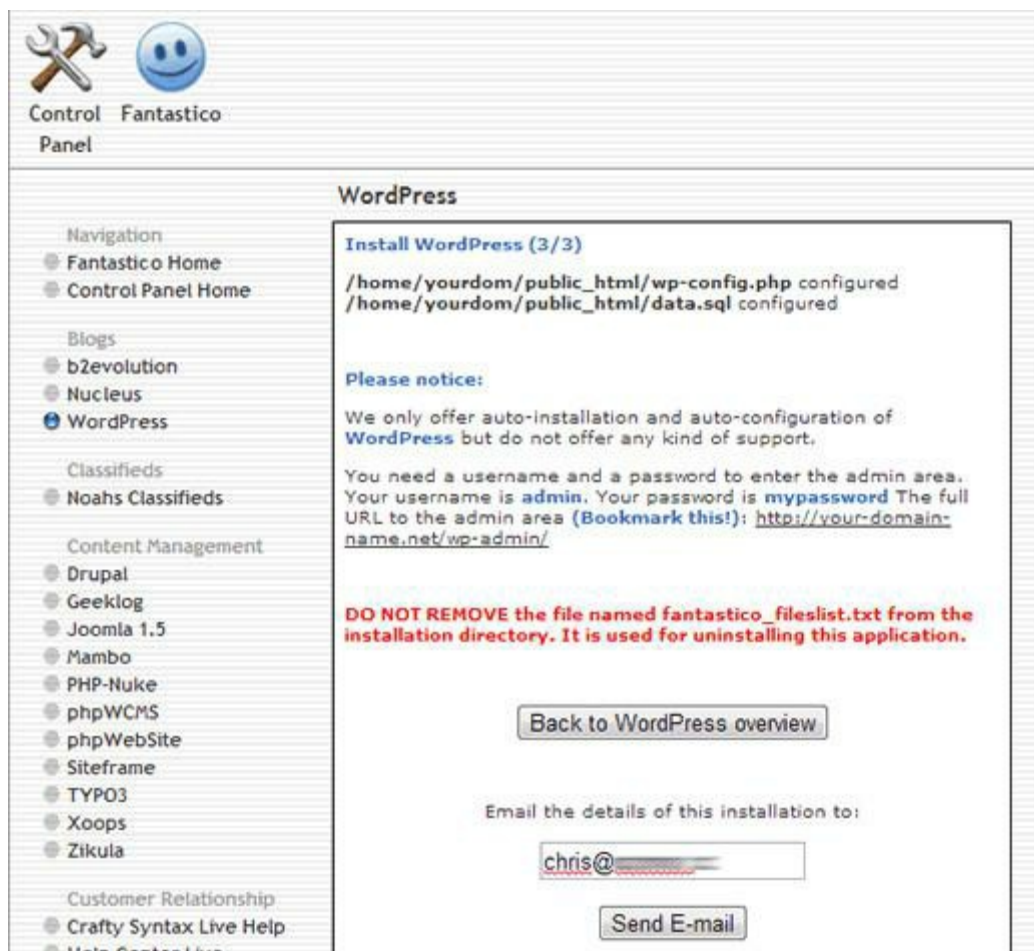 Control Panel
Fantastico
WordPress
Navigation
Fantastico Home
Control Panel Home
Blogs
b2evolution
Nucleus
WordPress
Classifieds
Noahs Classifieds
Content Management
Drupal
Geeklog
Joomla 1.5
Mambo
PHP-Nuke
phpWCMS
phpWebSite
Siteframe
TYPO3
Xoops
Zikula
Customer Relationship
Crafty Syntax Live Help
Install WordPress (3/3)
/home/yourdom/public_html/wp-config.php configured
/home/yourdom/public_html/data.sql configured
Please notice:
We only offer auto-installation and auto-configuration of
WordPress but do not offer any kind of support.
You need a username and a password to enter the admin area.
Your username is admin. Your password is mypassword The full
URL to the admin area (Bookmark this!): http://your-domain-
name.net/wp-admin/
DO NOT REMOVE the file named fantastico_fileslist.txt from the
installation directory. It is used for uninstalling this application.
Back to WordPress overview
Email the details of this installation to:
chris@
Send E-mail